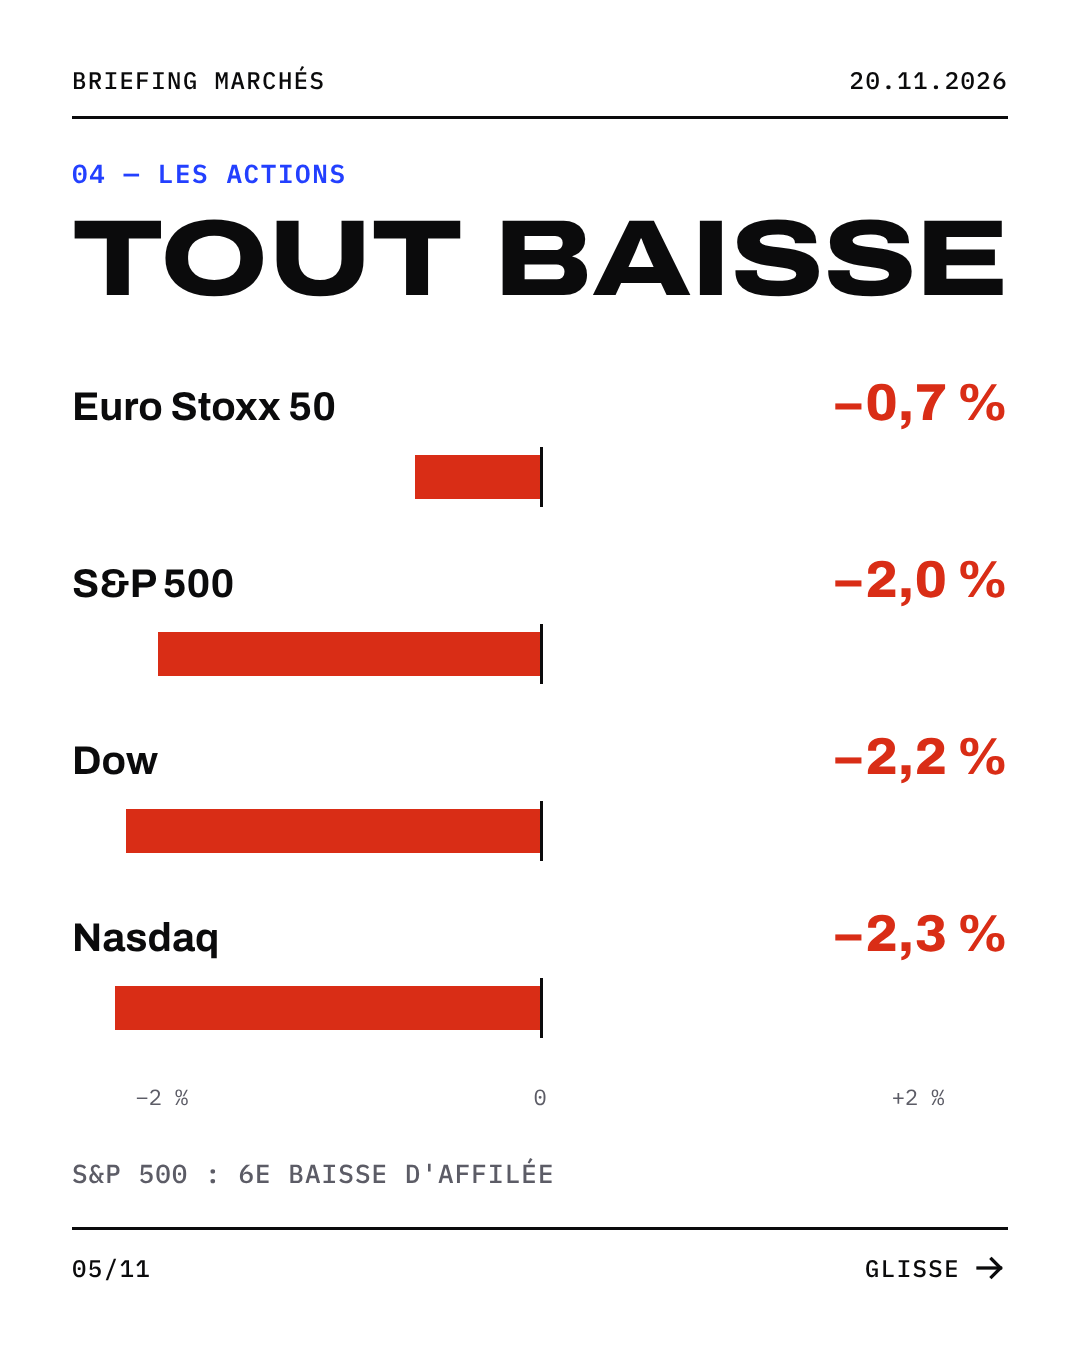 BRIEFING MARCHÉS 20.11.2026
04 — LES ACTIONS
TOUT BAISSE
Euro Stoxx 50 −0,7 %
S&P 500 −2,0 %
Dow −2,2 %
Nasdaq −2,3 %
−2 % 0 +2 %
S&P 500 : 6E BAISSE D'AFFILÉE
05/11 GLISSE →